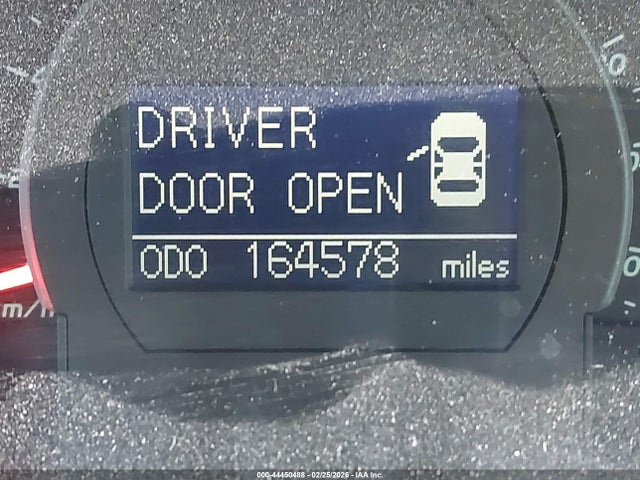 DRIVER
DOOR OPEN
ODO 164578 miles
000-44450488 - 02/25/2026 - IAA Inc.